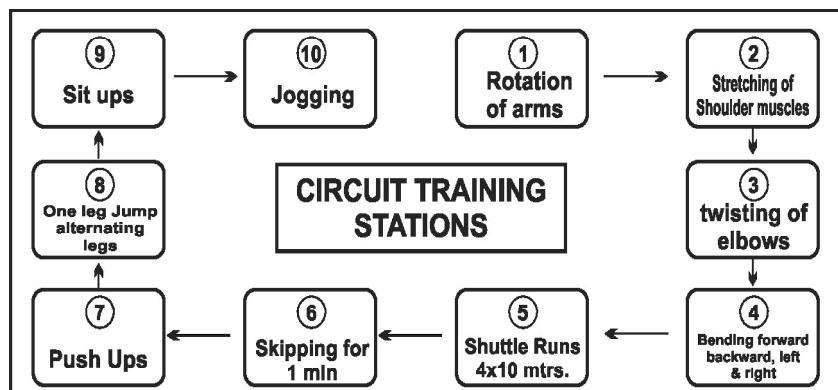 9
Sit ups
10
Jogging
1
Rotation
of arms
2
Stretching of
Shoulder muscles
8
One leg Jump
alternating
legs
CIRCUIT TRAINING
STATIONS
3
twisting of
elbows
7
Push Ups
6
Skipping for
1 min
5
Shuttle Runs
4x10 mtrs.
4
Bending forward
backward, left
& right